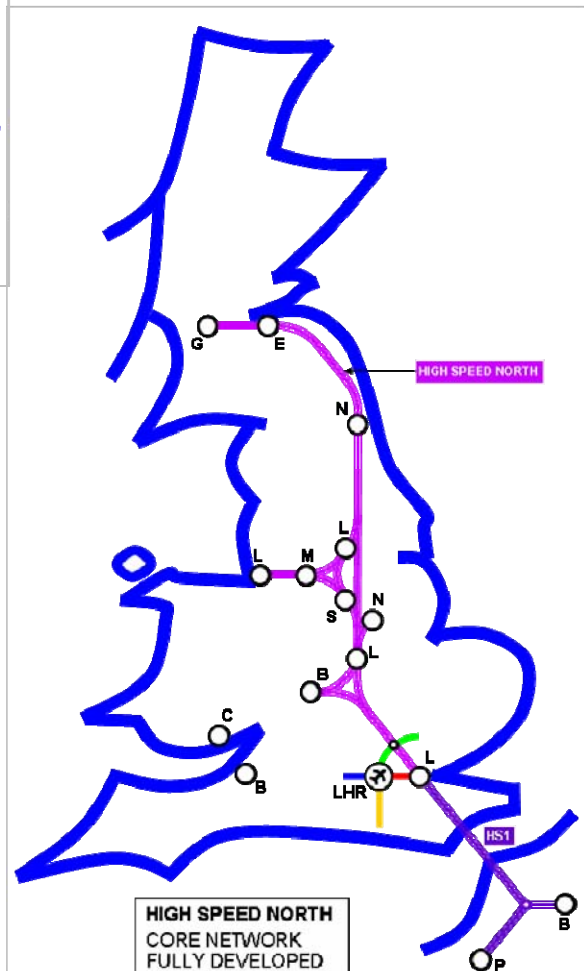 G
E
HIGH SPEED NORTH
N
L
L
M
S
N
L
B
C
B
LHR
L
HS1
B
P
HIGH SPEED NORTH
CORE NETWORK
FULLY DEVELOPED